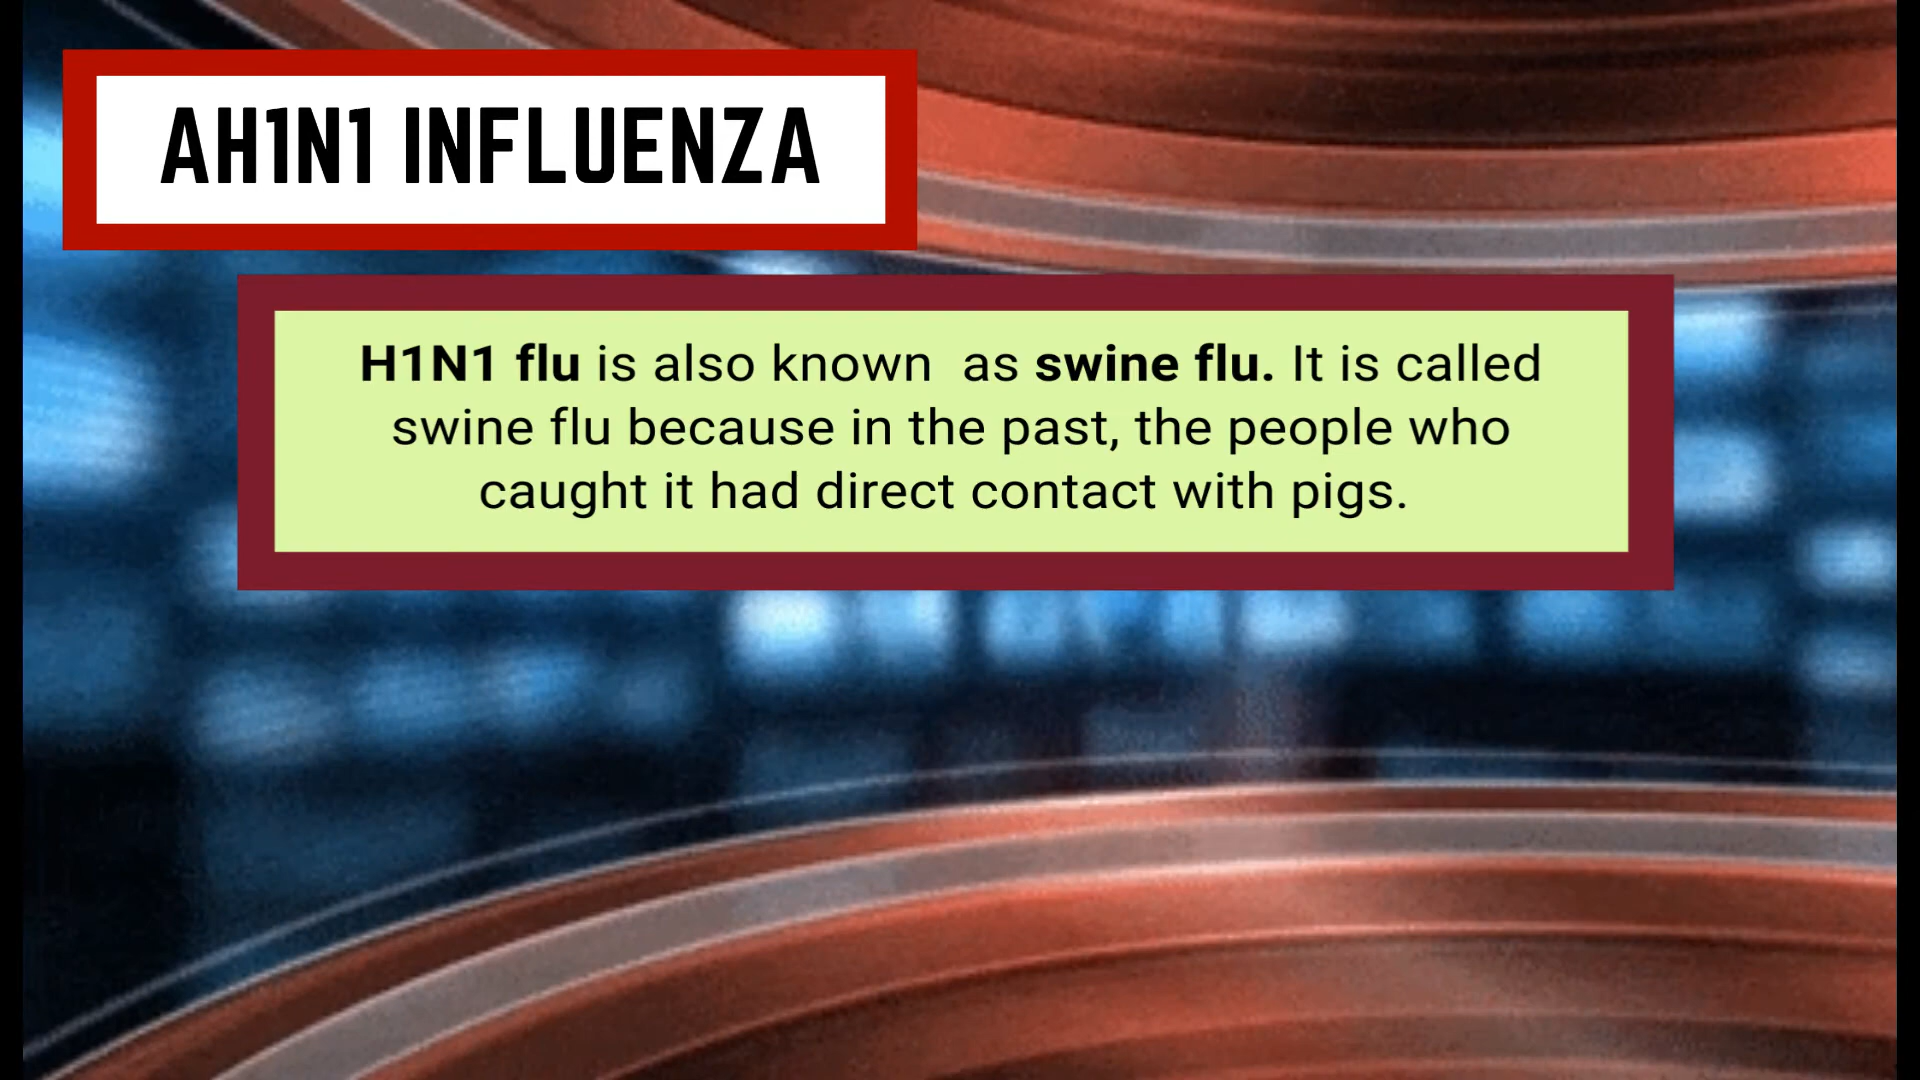 AH1N1 INFLUENZA
H1N1 flu is also known  as swine flu. It is called
swine flu because in the past, the people who
caught it had direct contact with pigs.